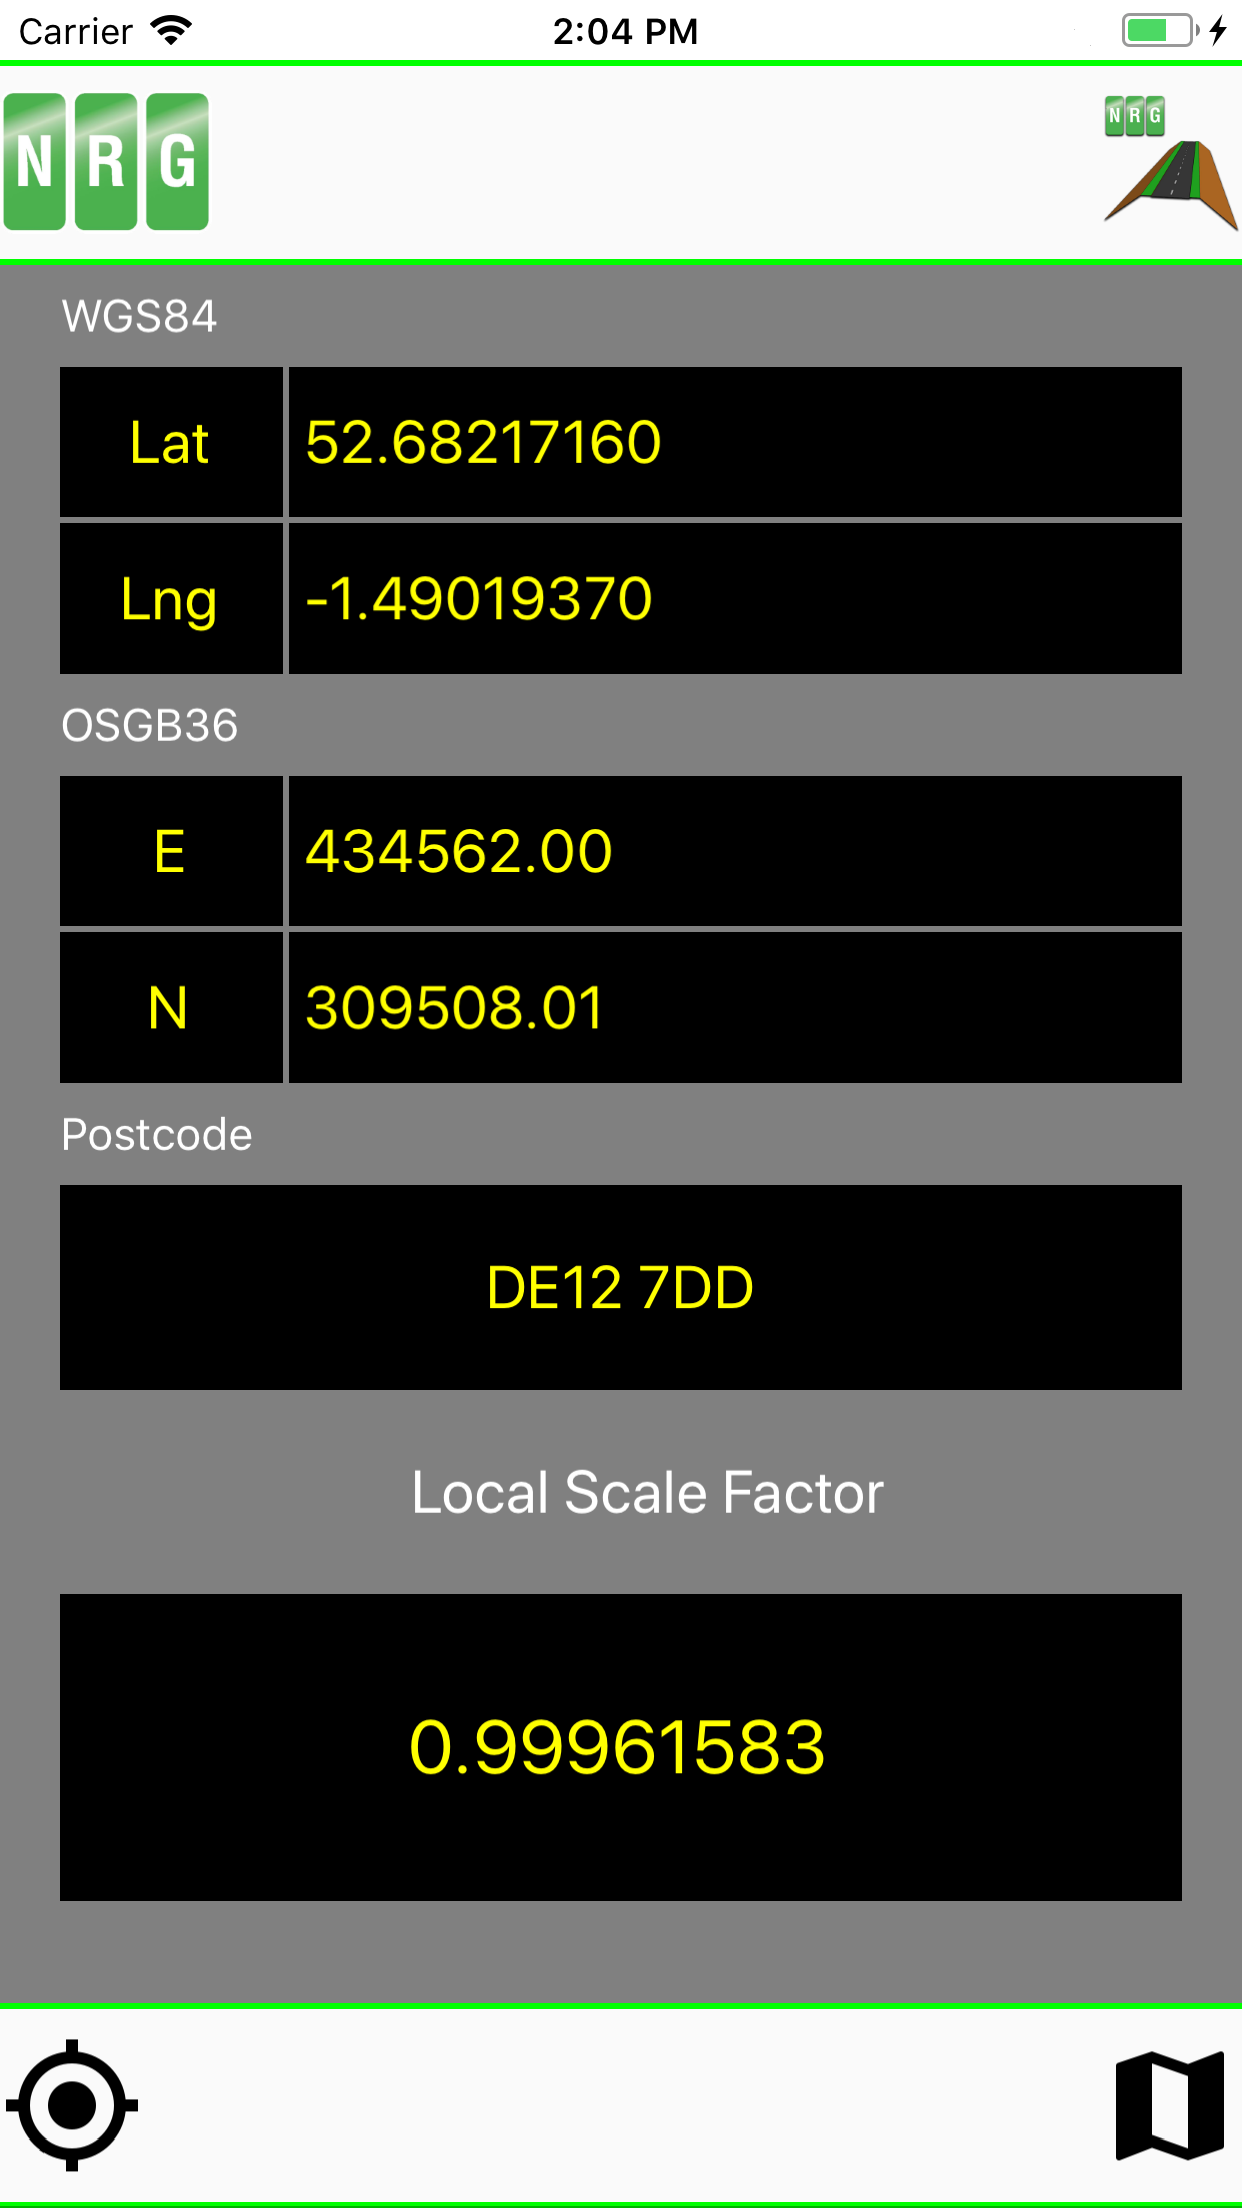 Carrier 2:04 PM
NRG
NRG
WGS84
Lat 52.68217160
Lng -1.49019370
OSGB36
E 434562.00
N 309508.01
Postcode
DE12 7DD
Local Scale Factor
0.99961583